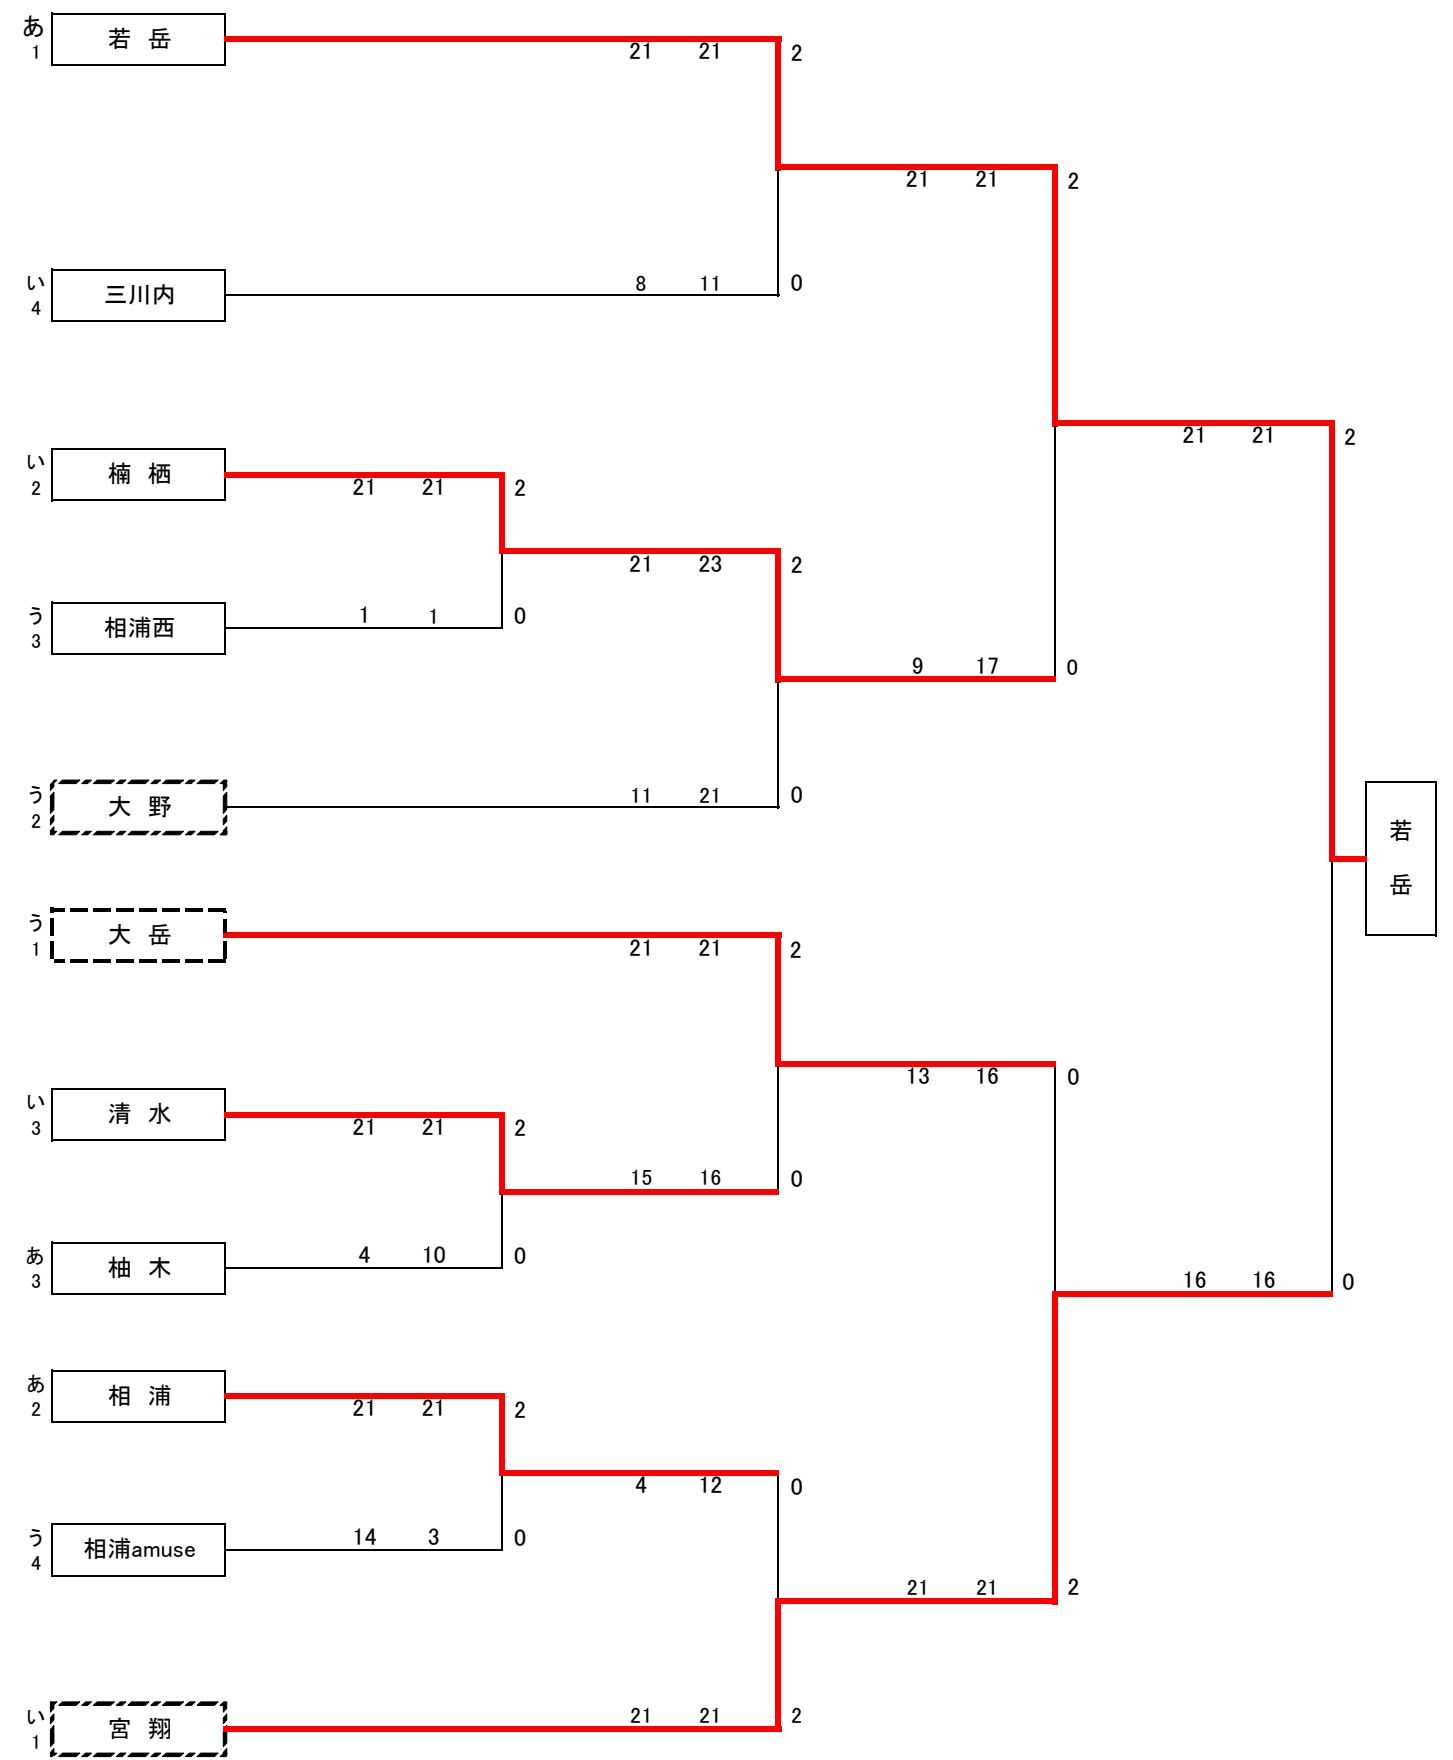 あ
1
若 岳
21 21 2
21 21 2
い
4
三川内
8 11 0
21 21 2
い
2
楠 栖
21 21 2
21 23 2
う
3
相浦西
1 1 0
9 17 0
う
2
大 野
11 21 0
若
岳
う
1
大 岳
21 21 2
13 16 0
い
3
清 水
21 21 2
15 16 0
あ
3
柚 木
4 10 0
16 16 0
あ
2
相 浦
21 21 2
4 12 0
う
4
相浦amuse
14 3 0
21 21 2
い
1
宮 翔
21 21 2